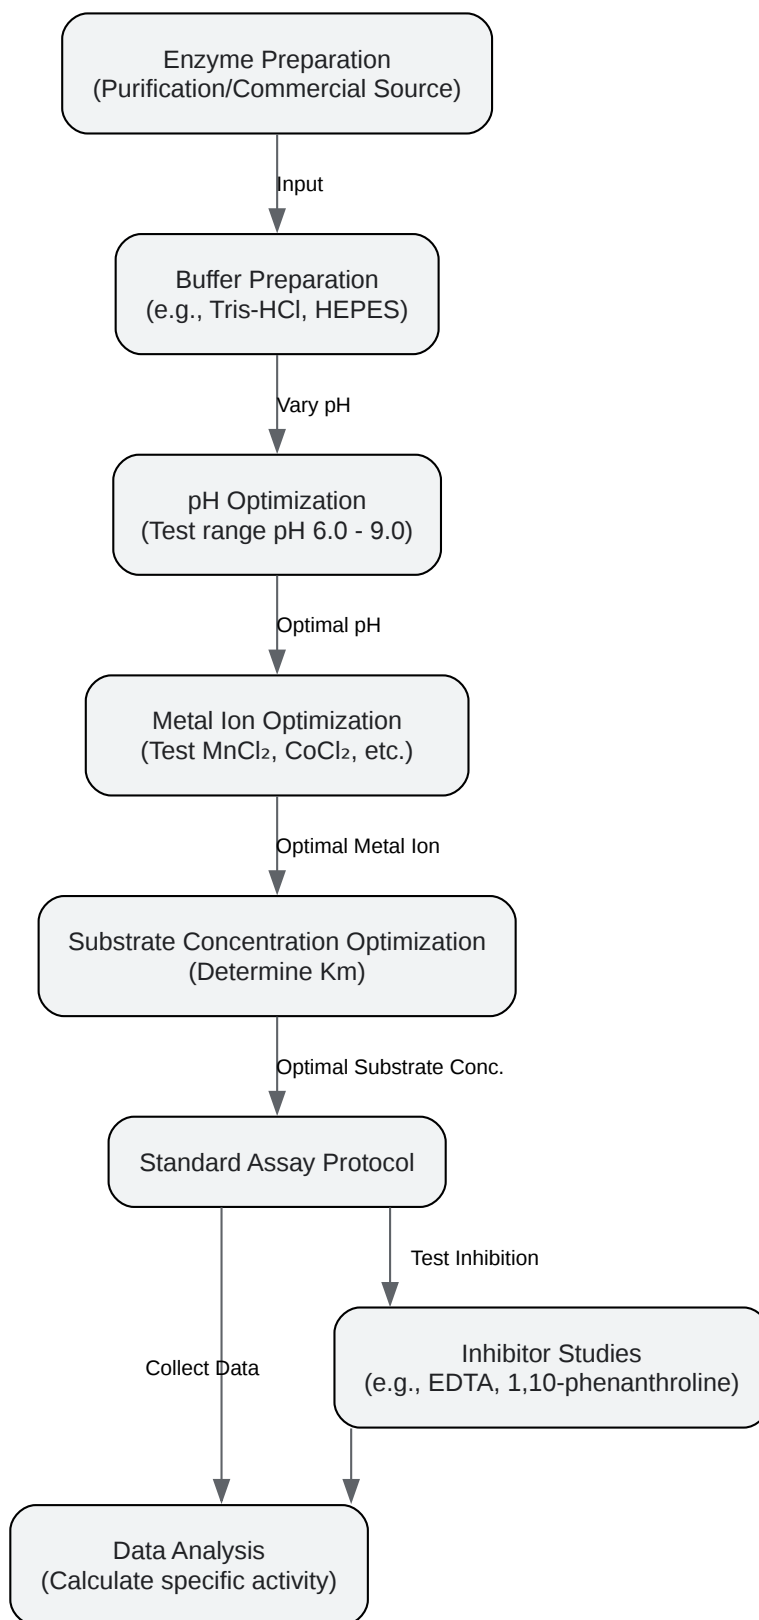 Enzyme Preparation
(Purification/Commercial Source)
Input
Buffer Preparation
(e.g., Tris-HCl, HEPES)
Vary pH
pH Optimization
(Test range pH 6.0 - 9.0)
Optimal pH
Metal Ion Optimization
(Test MnCl₂, CoCl₂, etc.)
Optimal Metal Ion
Substrate Concentration Optimization
(Determine Km)
Optimal Substrate Conc.
Standard Assay Protocol
Test Inhibition
Inhibitor Studies
(e.g., EDTA, 1,10-phenanthroline)
Collect Data
Data Analysis
(Calculate specific activity)